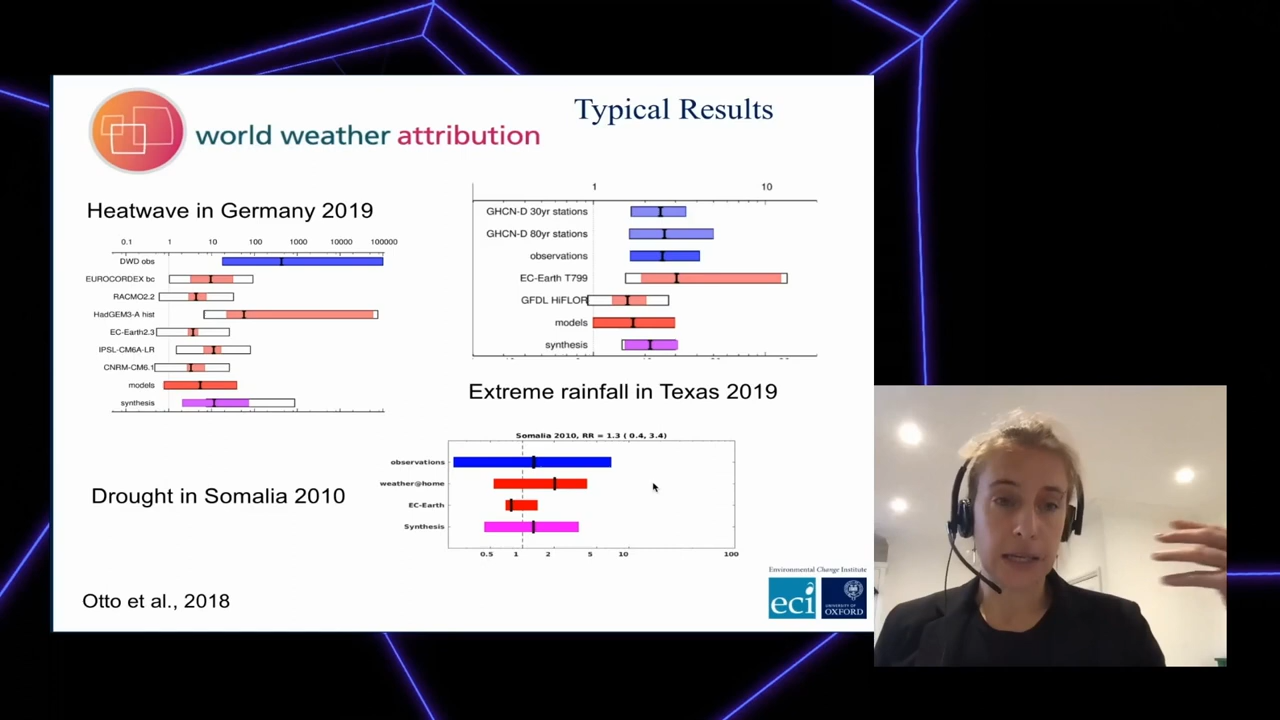 Typical Results
world weather attribution
Heatwave in Germany 2019
0.1 1 10 100 1000 10000 100000
DWD obs
EUROCORDEX bc
RACMO2.2
HadGEM3-A hist
EC-Earth2.3
IPSL-CM6A-LR
CNRM-CM6.1
models
synthesis
1 10
GHCN-D 30yr stations
GHCN-D 80yr stations
observations
EC-Earth T799
GFDL HiFLOR
models
synthesis
Extreme rainfall in Texas 2019
Drought in Somalia 2010
Somalia 2010, RR = 1.3 ( 0.4, 3.4)
observations
weather@home
EC-Earth
Synthesis
0.5 1 2 5 10 100
Otto et al., 2018
Environmental Change Institute
eci
UNIVERSITY OF
OXFORD